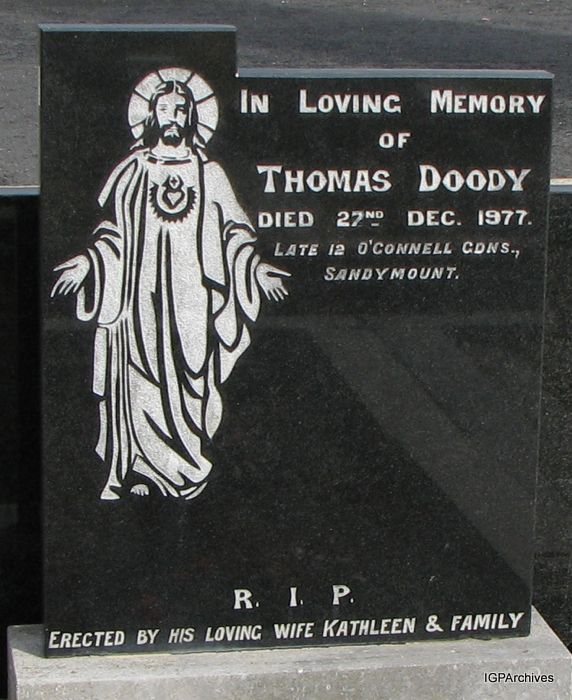 IN LOVING MEMORY
OF
THOMAS DOODY
DIED 27ND DEC. 1977.
LATE 12 O'CONNELL GDNS.,
SANDYMOUNT.
R. I. P.
ERECTED BY HIS LOVING WIFE KATHLEEN & FAMILY
IGPArchives